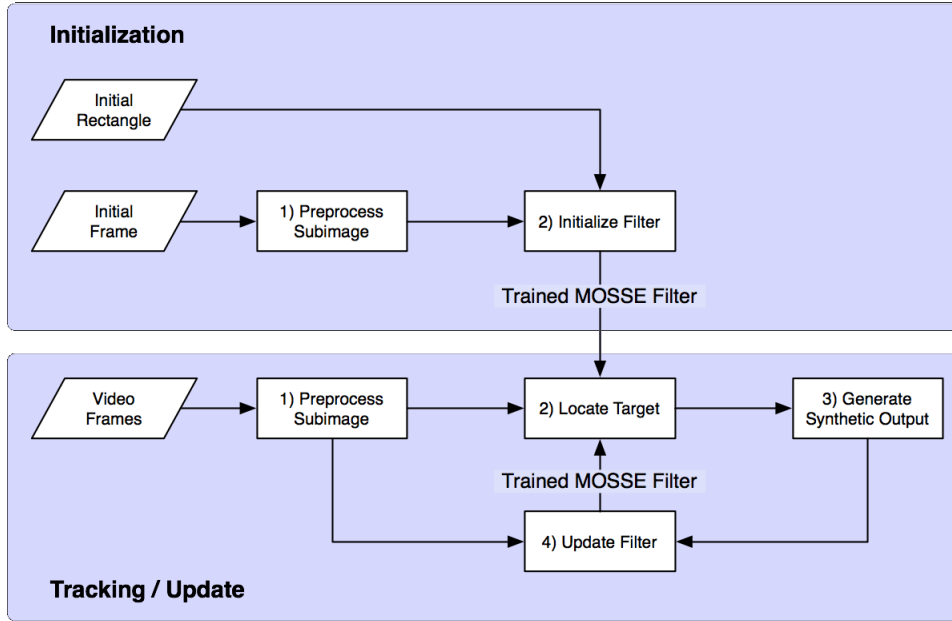 Initialization
Initial
Rectangle
Initial
Frame
1) Preprocess
Subimage
2) Initialize Filter
Trained MOSSE Filter
Video
Frames
1) Preprocess
Subimage
2) Locate Target
3) Generate
Synthetic Output
Trained MOSSE Filter
4) Update Filter
Tracking / Update